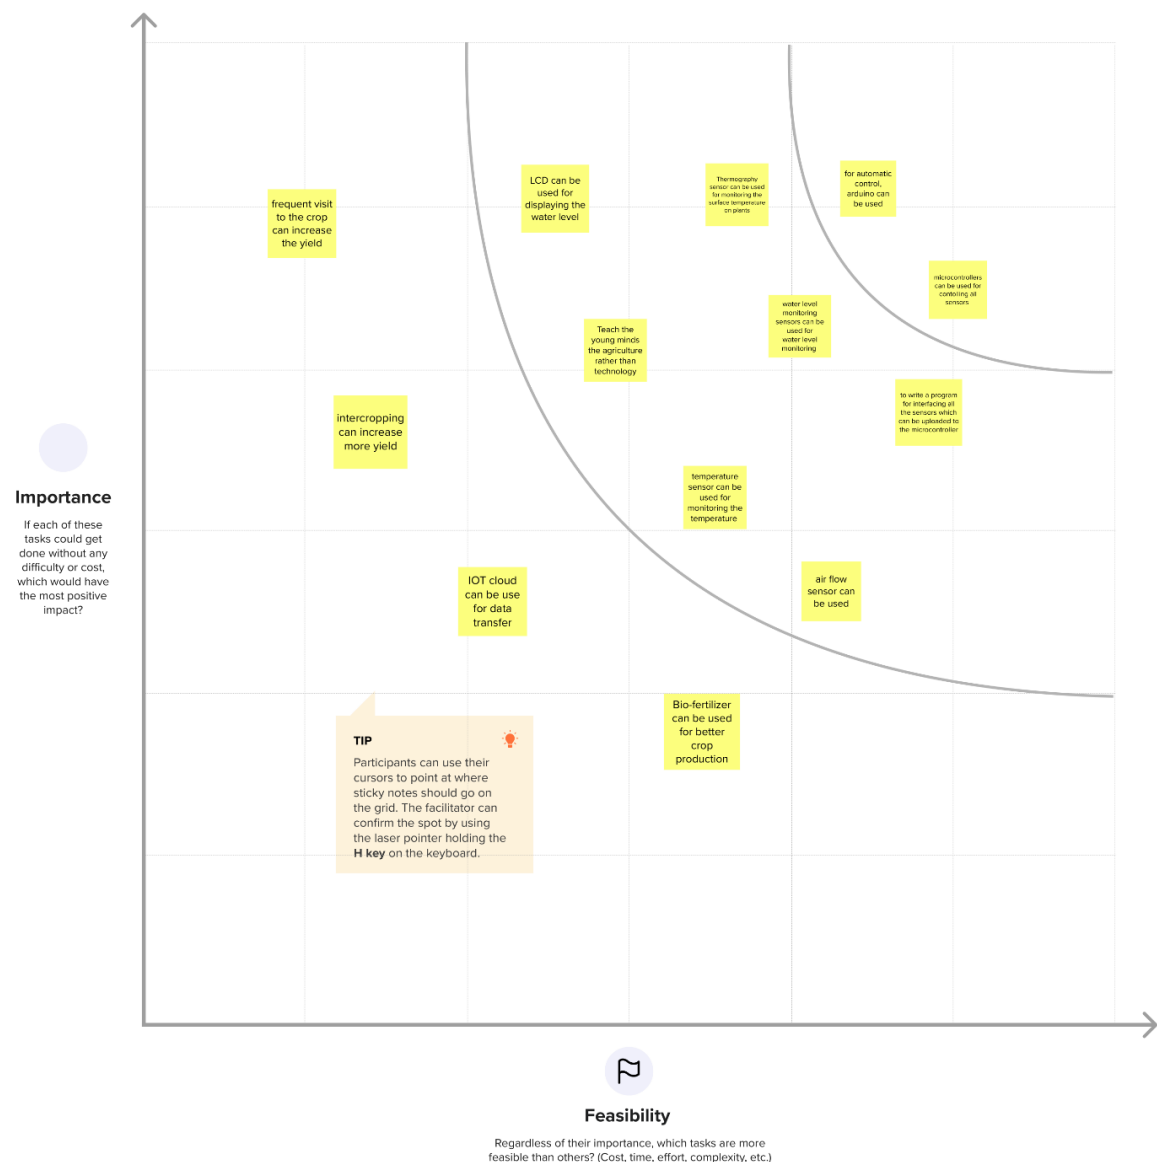 LCD can be
used for
displaying the
water level
Thermography
sensor can be used
for monitoring the
surface temperature
on plants
for automatic
control,
arduino can
be used
frequent visit
to the crop
can increase
the yield
microcontrollers
can be used for
contolling all
sensors
water level
monitoring
sensors can be
used for
water level
monitoring
Teach the
young minds
the agriculture
rather than
technology
to write a program
for interfacing all
the sensors which
can be uploaded to
the microcontroller
intercropping
can increase
more yield
temperature
sensor can be
used for
monitoring the
temperature
Importance
If each of these
tasks could get
done without any
difficulty or cost,
which would have
the most positive
impact?
IOT cloud
can be use
for data
transfer
air flow
sensor can
be used
Bio-fertilizer
can be used
for better
crop
production
TIP
Participants can use their
cursors to point at where
sticky notes should go on
the grid. The facilitator can
confirm the spot by using
the laser pointer holding the
H key on the keyboard.
Feasibility
Regardless of their importance, which tasks are more
feasible than others? (Cost, time, effort, complexity, etc.)